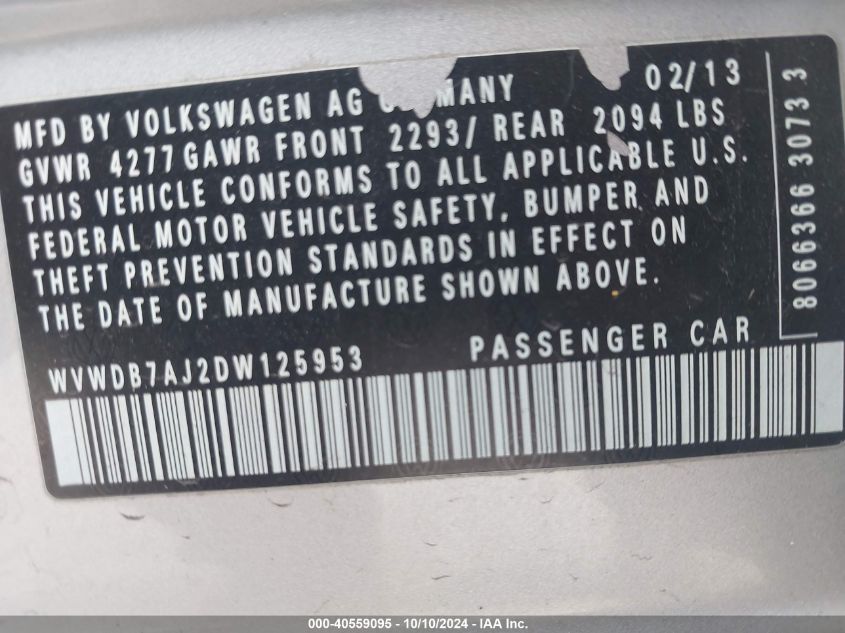 MFD BY VOLKSWAGEN AG 02/13
GVWR 4277 GAWR FRONT 2293/ REAR 2094 LBS
THIS VEHICLE CONFORMS TO ALL APPLICABLE U.S.
FEDERAL MOTOR VEHICLE SAFETY, BUMPER AND
THEFT PREVENTION STANDARDS IN EFFECT ON
THE DATE OF MANUFACTURE SHOWN ABOVE.
WVWDB7AJ2DW125953 PASSENGER CAR
8066366 3073 3
000-40559095 - 10/10/2024 - IAA Inc.